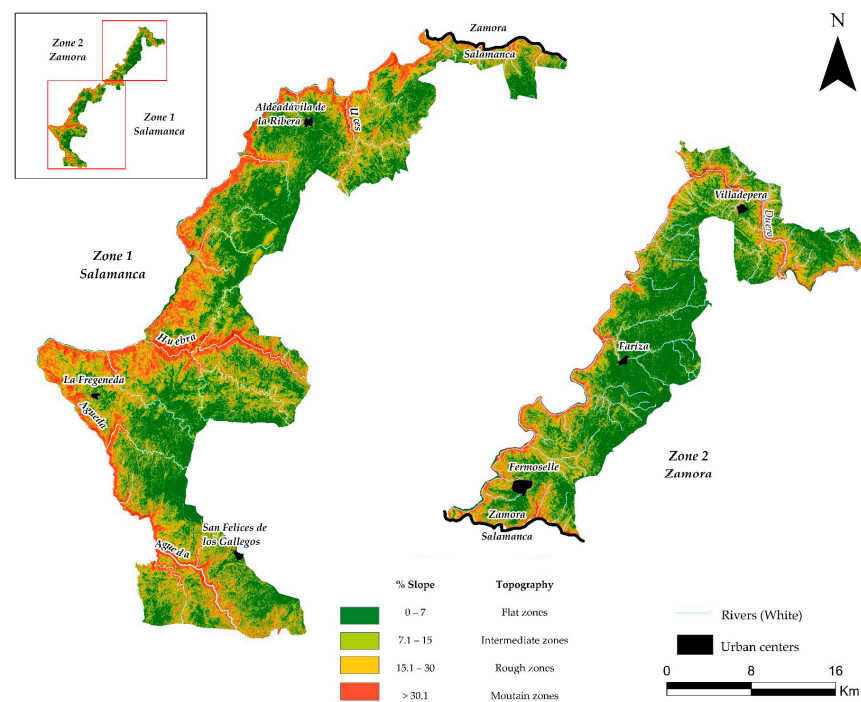 Zone 2
Zamora
Zone 1
Salamanca
Zamora
Salamanca
N
Aldeadávila de
la Ribera
Uces
Villadepera
Duero
Zone 1
Salamanca
Huebra
Fariza
La Fregeneda
Agueda
Zone 2
Zamora
Fermoselle
Zamora
Salamanca
San Felices de
los Gallegos
Agueda
% Slope Topography
0 – 7 Flat zones
7.1 – 15 Intermediate zones
15.1 – 30 Rough zones
> 30.1 Moutain zones
Rivers (White)
Urban centers
0 8 16
Km